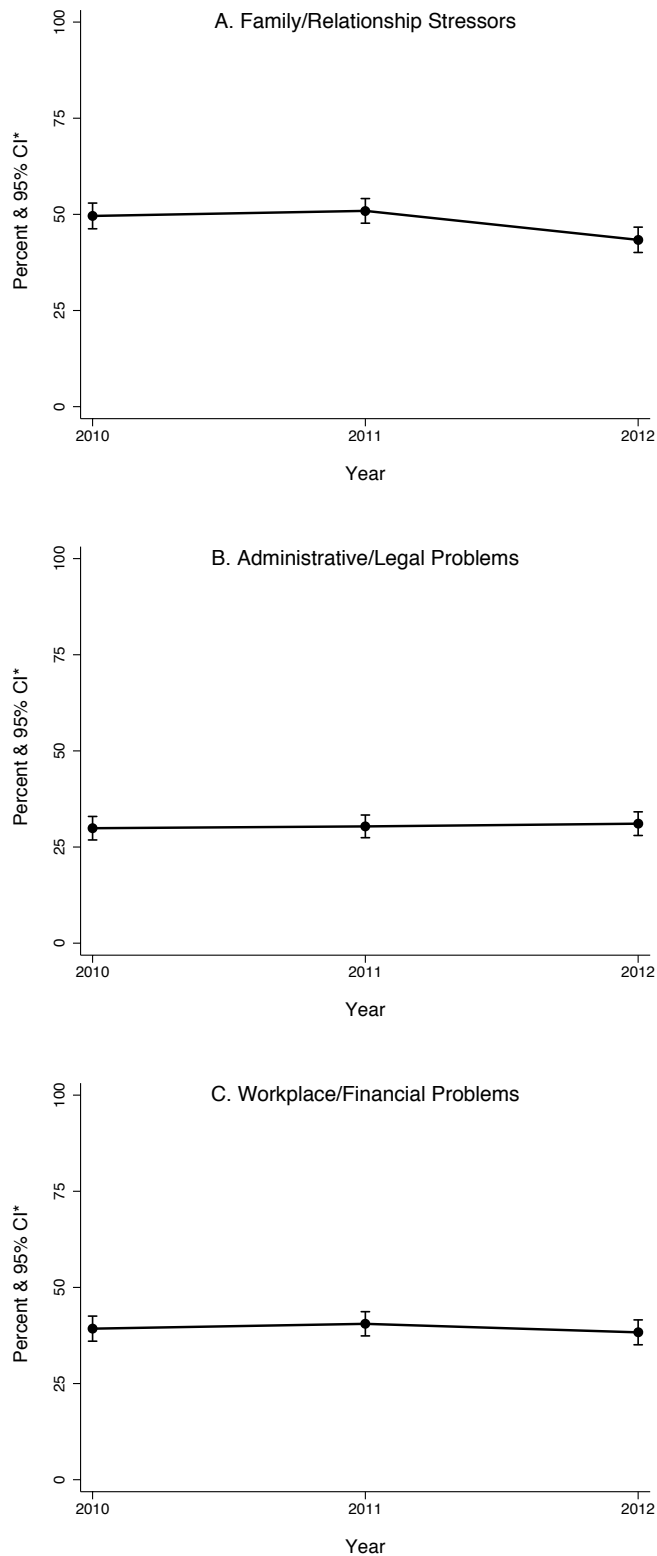 A. Family/Relationship Stressors
100
75
50
25
0
Percent & 95% CI*
2010 2011 2012
Year
B. Administrative/Legal Problems
100
75
50
25
0
Percent & 95% CI*
2010 2011 2012
Year
C. Workplace/Financial Problems
100
75
50
25
0
Percent & 95% CI*
2010 2011 2012
Year